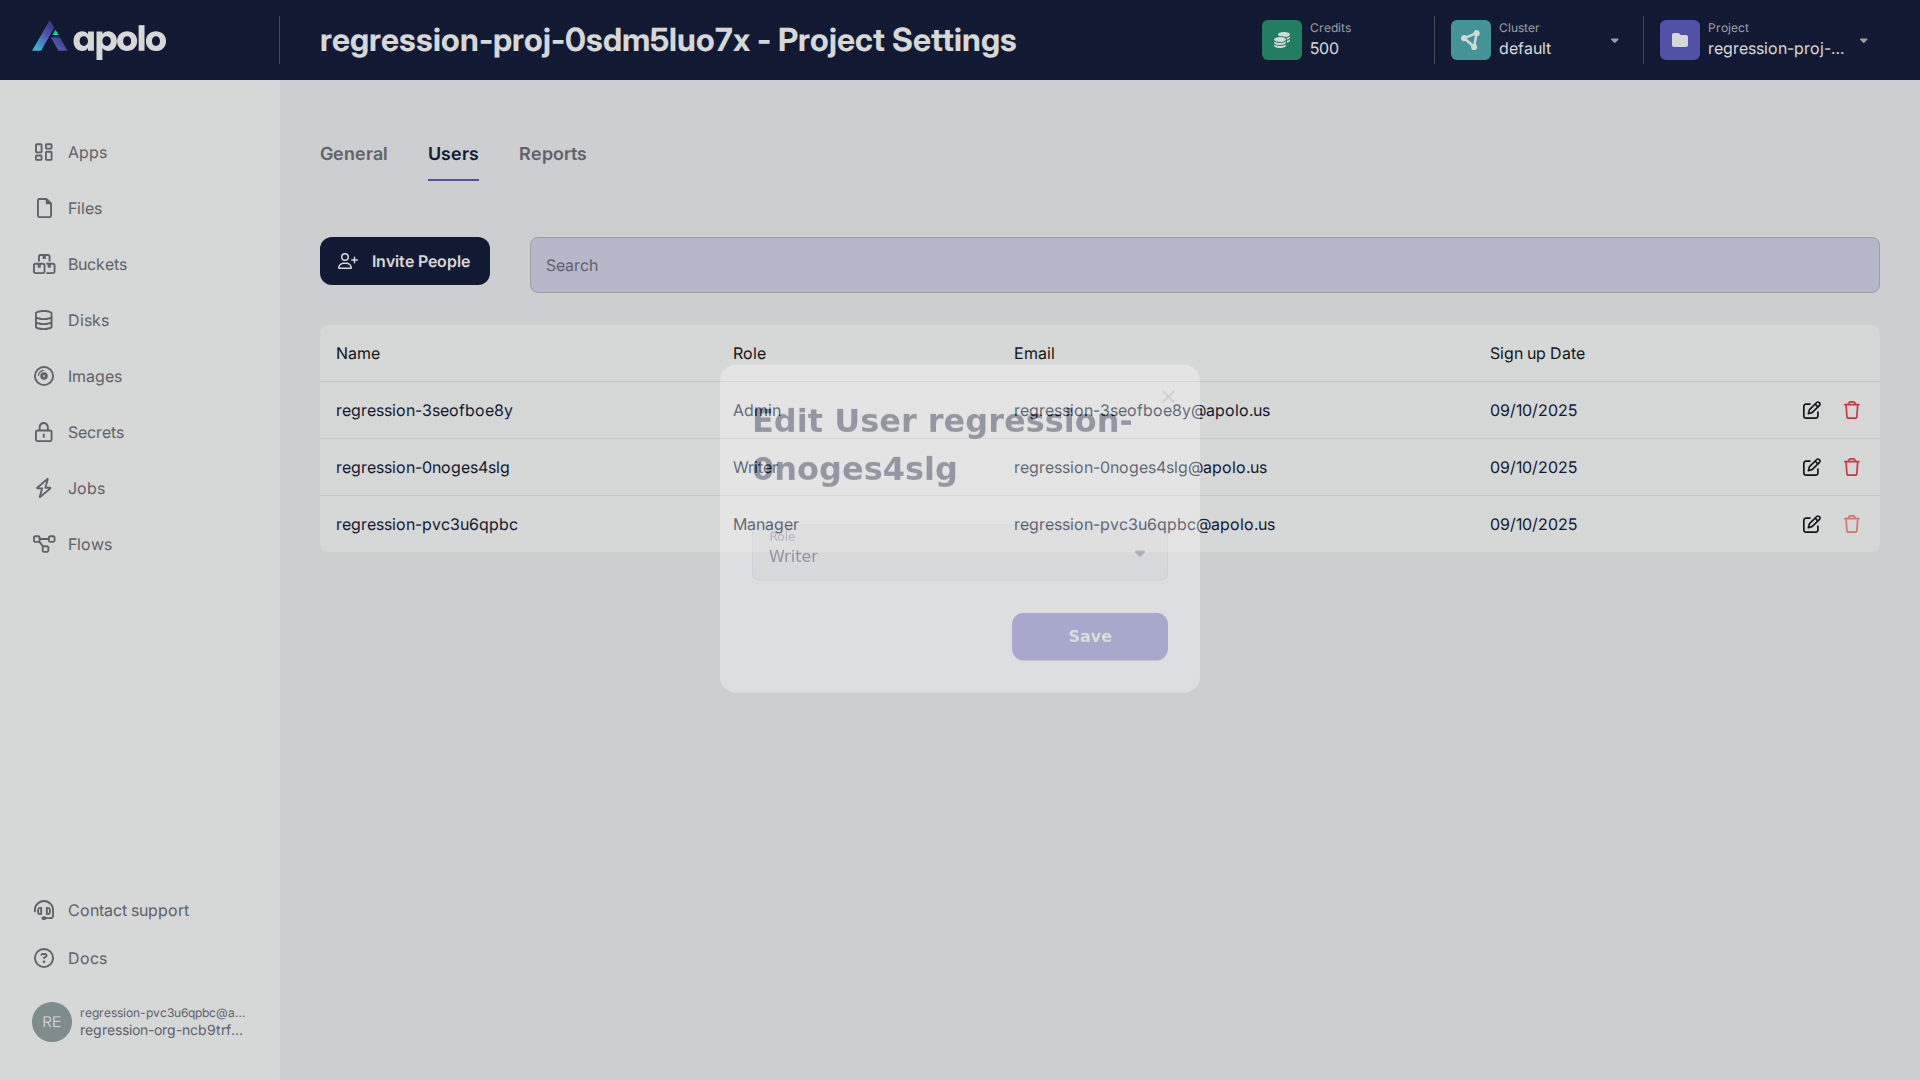 apolo
regression-proj-0sdm5luo7x - Project Settings
Credits
500
Cluster
default
Project
regression-proj-...
Apps
Files
Buckets
Disks
Images
Secrets
Jobs
Flows
General Users Reports
Invite People
Search
Name Role Email Sign up Date
regression-3seofboe8y Admin regression-3seofboe8y@apolo.us 09/10/2025
regression-0noges4slg Writer regression-0noges4slg@apolo.us 09/10/2025
regression-pvc3u6qpbc Manager regression-pvc3u6qpbc@apolo.us 09/10/2025
Edit User regression-
0noges4slg
Role
Writer
Save
Contact support
Docs
RE
regression-pvc3u6qpbc@a...
regression-org-ncb9trf...